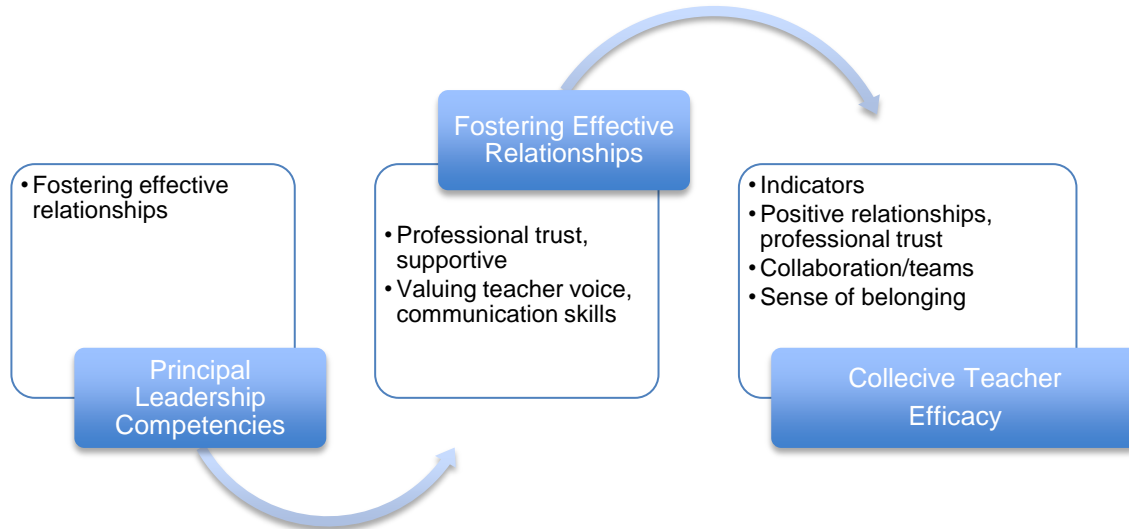 • Fostering effective
relationships
Principal
Leadership
Competencies
Fostering Effective
Relationships
• Professional trust,
supportive
• Valuing teacher voice,
communication skills
• Indicators
• Positive relationships,
professional trust
• Collaboration/teams
• Sense of belonging
Collecive Teacher
Efficacy